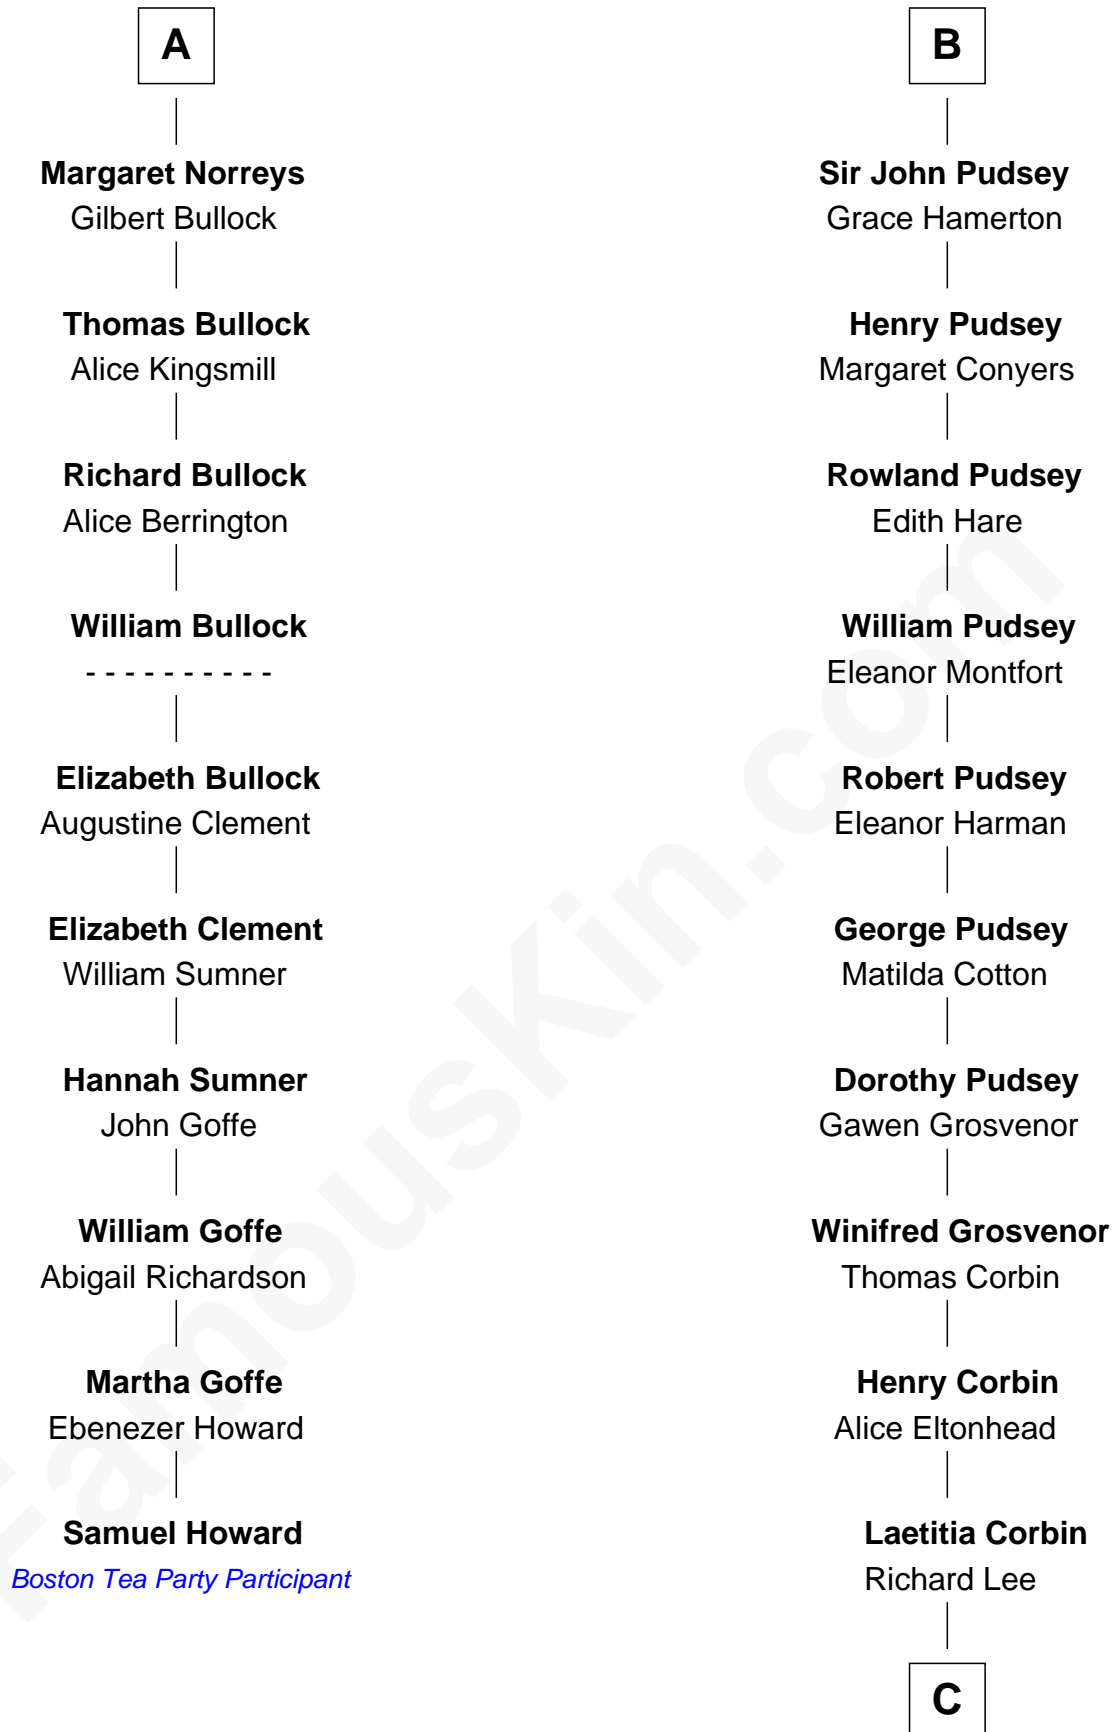 A
Margaret Norreys
Gilbert Bullock
Thomas Bullock
Alice Kingsmill
Richard Bullock
Alice Berrington
William Bullock
- - - - - - - - - -
Elizabeth Bullock
Augustine Clement
Elizabeth Clement
William Sumner
Hannah Sumner
John Goffe
William Goffe
Abigail Richardson
Martha Goffe
Ebenezer Howard
Samuel Howard
Boston Tea Party Participant
B
Sir John Pudsey
Grace Hamerton
Henry Pudsey
Margaret Conyers
Rowland Pudsey
Edith Hare
William Pudsey
Eleanor Montfort
Robert Pudsey
Eleanor Harman
George Pudsey
Matilda Cotton
Dorothy Pudsey
Gawen Grosvenor
Winifred Grosvenor
Thomas Corbin
Henry Corbin
Alice Eltonhead
Laetitia Corbin
Richard Lee
C
FamousKin.com